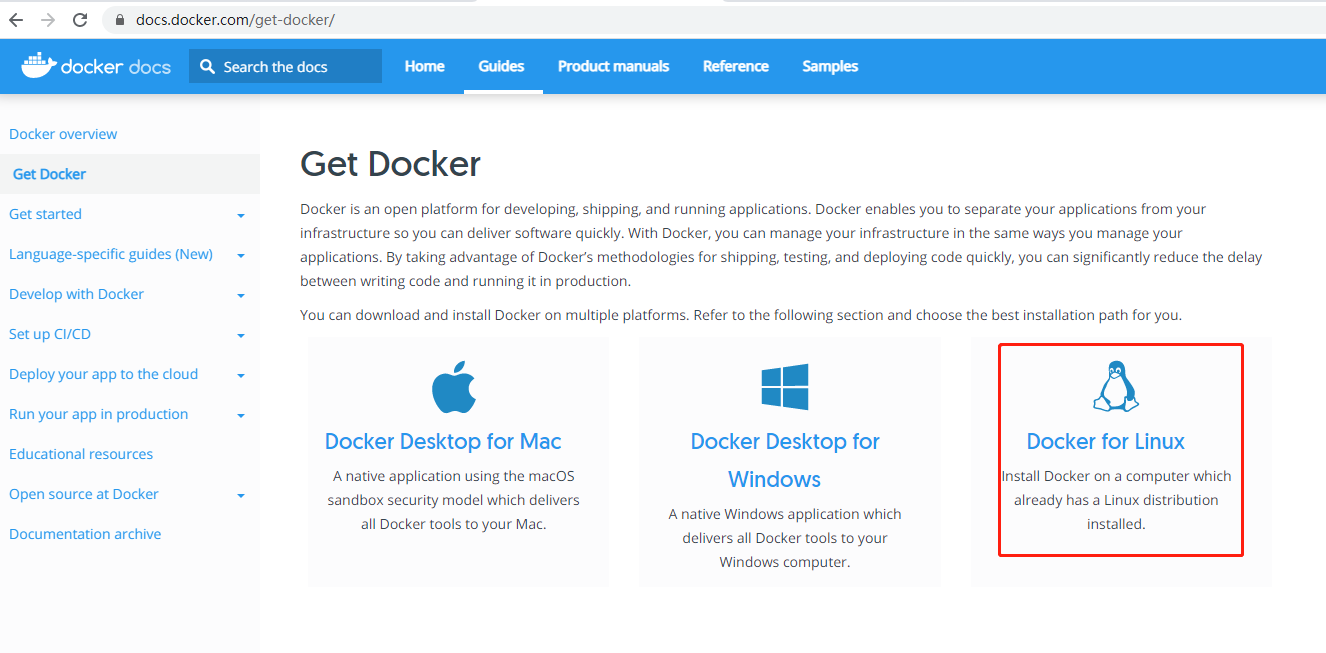 docs.docker.com/get-docker/
docker docs
Search the docs
Home
Guides
Product manuals
Reference
Samples
Docker overview
Get Docker
Get started
Language-specific guides (New)
Develop with Docker
Set up CI/CD
Deploy your app to the cloud
Run your app in production
Educational resources
Open source at Docker
Documentation archive
Get Docker
Docker is an open platform for developing, shipping, and running applications. Docker enables you to separate your applications from your
infrastructure so you can deliver software quickly. With Docker, you can manage your infrastructure in the same ways you manage your
applications. By taking advantage of Docker’s methodologies for shipping, testing, and deploying code quickly, you can significantly reduce the delay
between writing code and running it in production.
You can download and install Docker on multiple platforms. Refer to the following section and choose the best installation path for you.
Docker Desktop for Mac
A native application using the macOS
sandbox security model which delivers
all Docker tools to your Mac.
Docker Desktop for
Windows
A native Windows application which
delivers all Docker tools to your
Windows computer.
Docker for Linux
Install Docker on a computer which
already has a Linux distribution
installed.